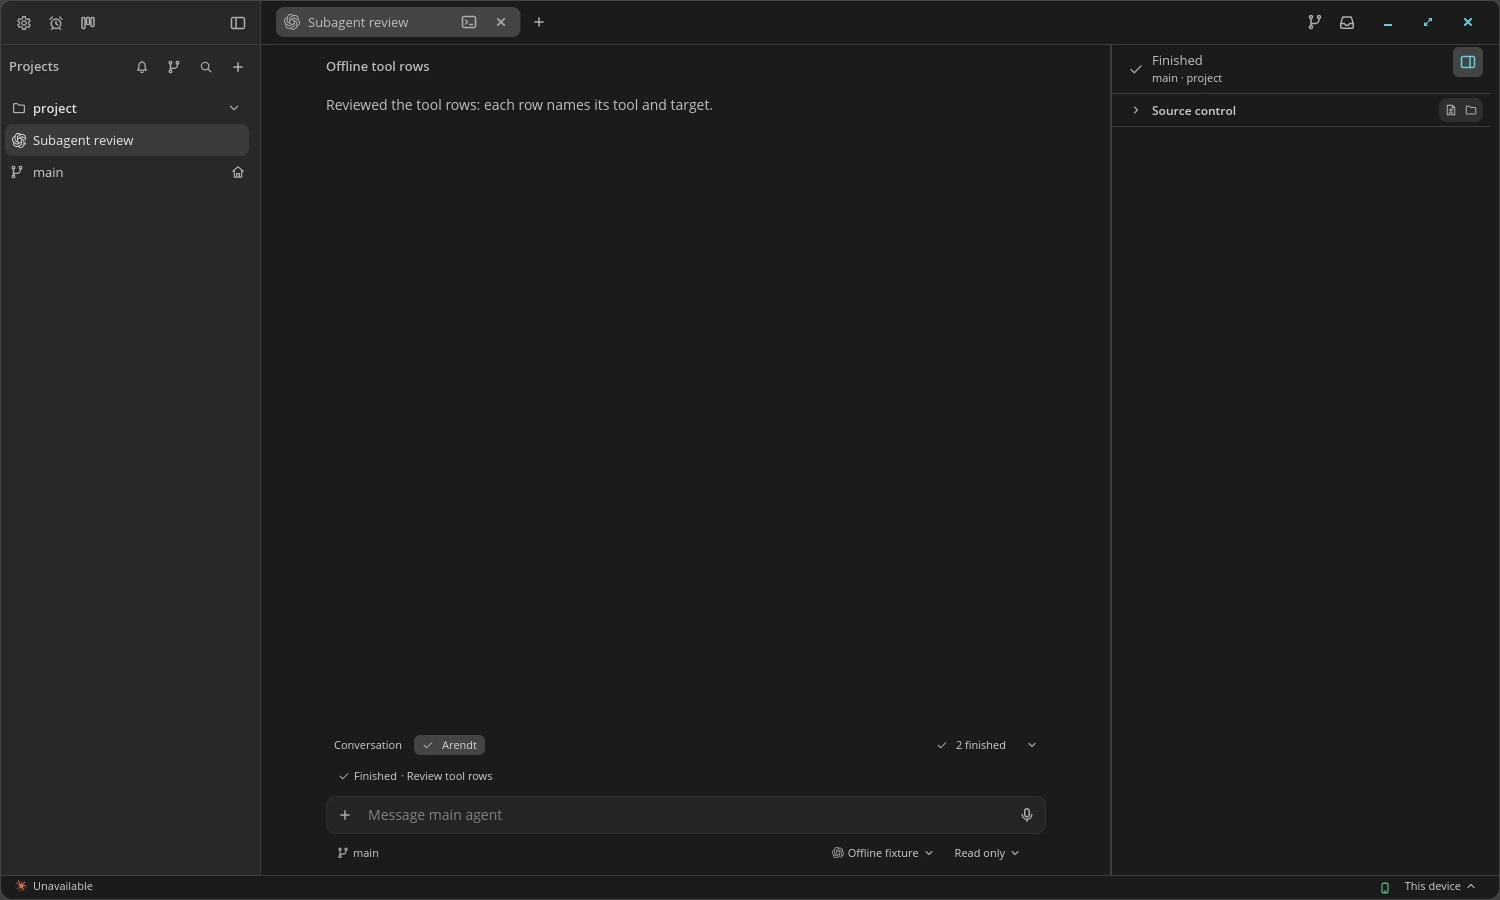 Subagent review
Projects
project
Subagent review
main
Offline tool rows
Reviewed the tool rows: each row names its tool and target.
Finished
main · project
Source control
Conversation
Arendt
2 finished
Finished · Review tool rows
Message main agent
main
Offline fixture
Read only
Unavailable
This device